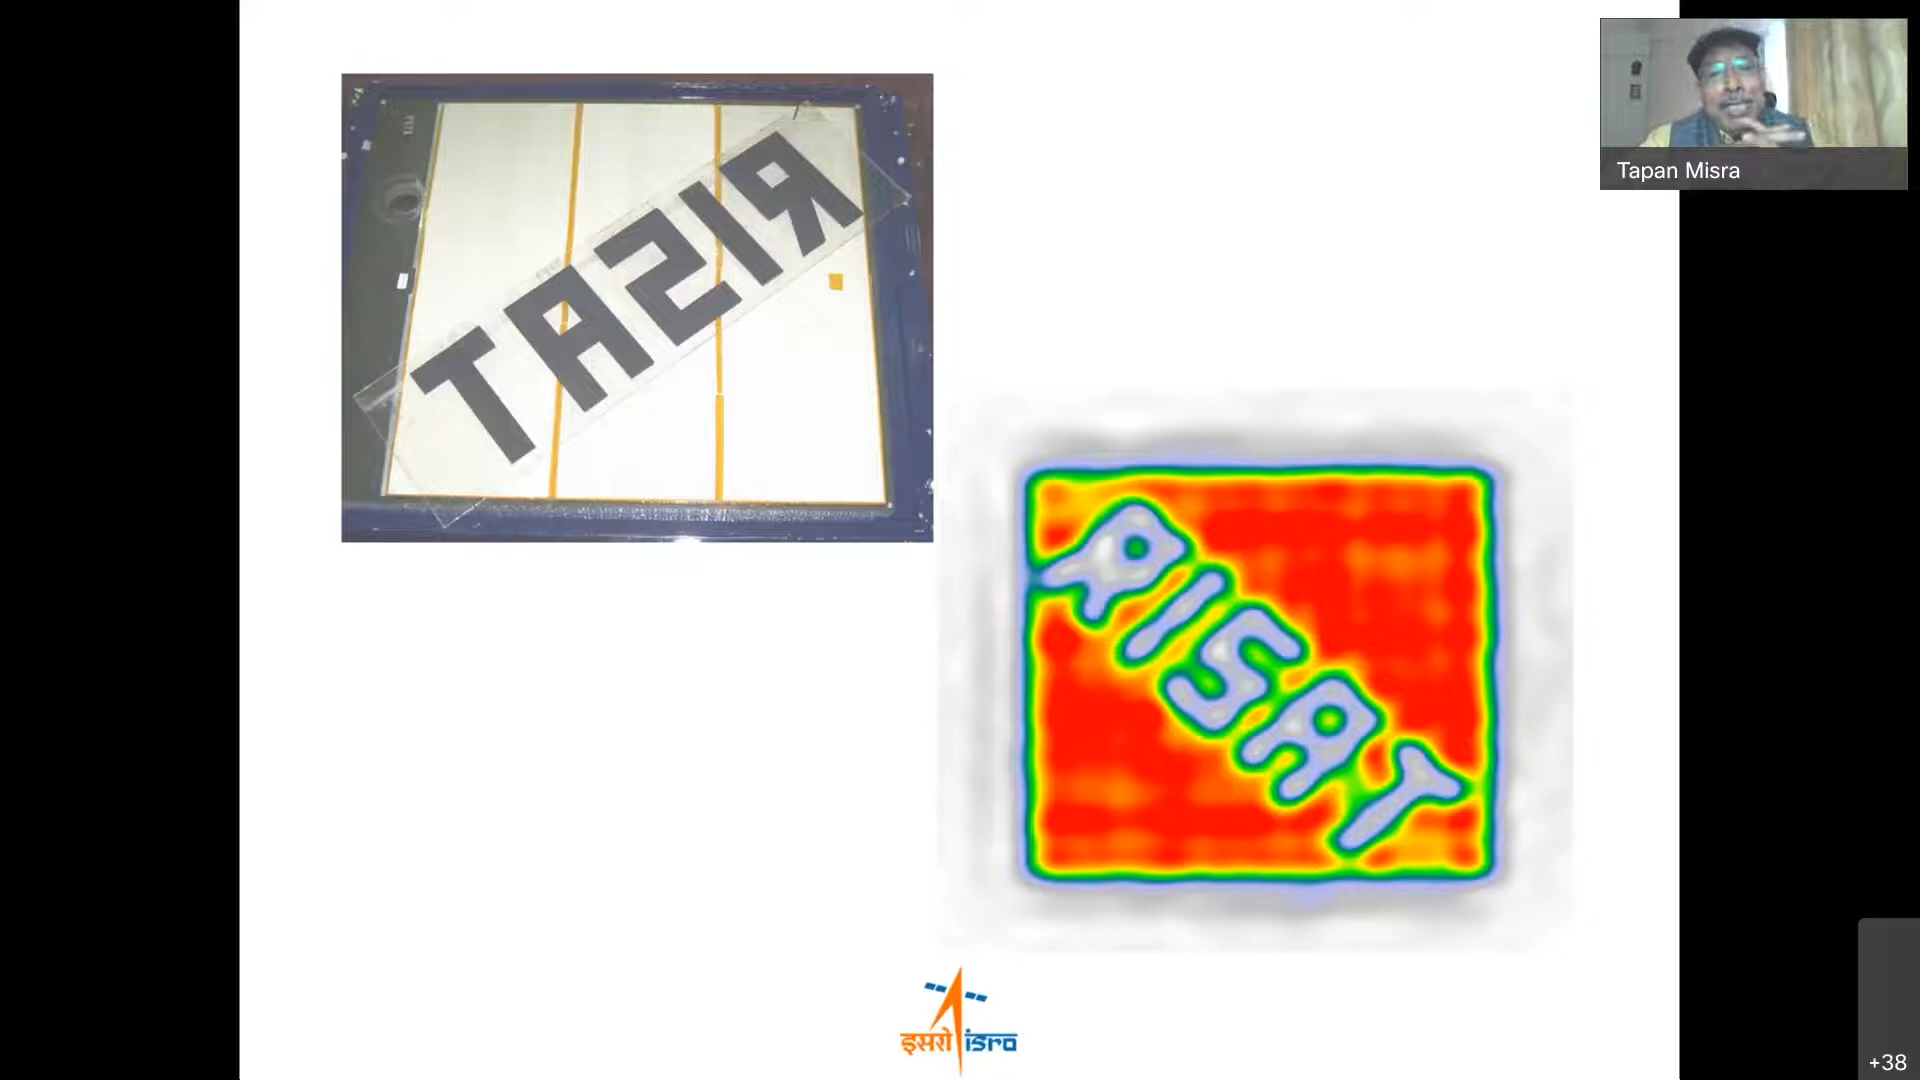 RISAT
Tapan Misra
RISAT
इसरो isro
+38